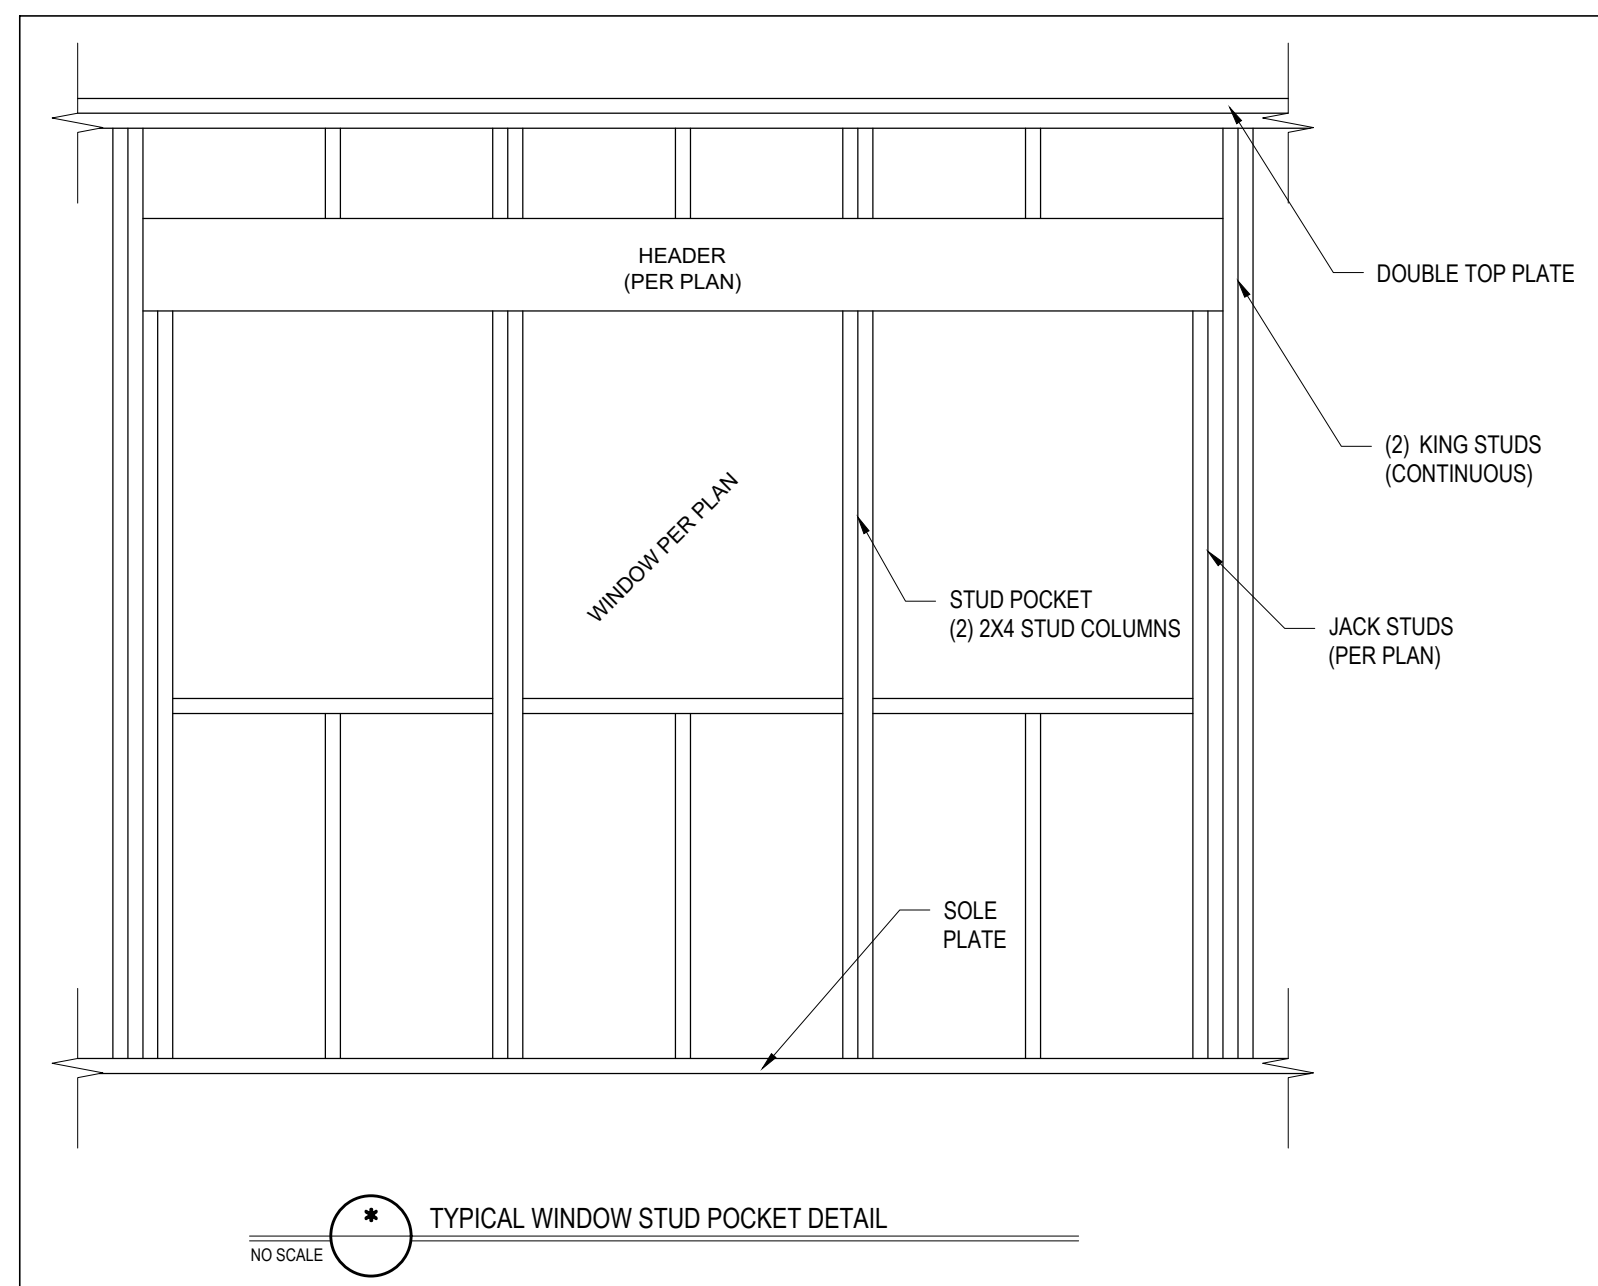 HEADER
(PER PLAN)
DOUBLE TOP PLATE
(2) KING STUDS
(CONTINUOUS)
WINDOW PER PLAN
STUD POCKET
(2) 2X4 STUD COLUMNS
JACK STUDS
(PER PLAN)
SOLE
PLATE
*
TYPICAL WINDOW STUD POCKET DETAIL
NO SCALE